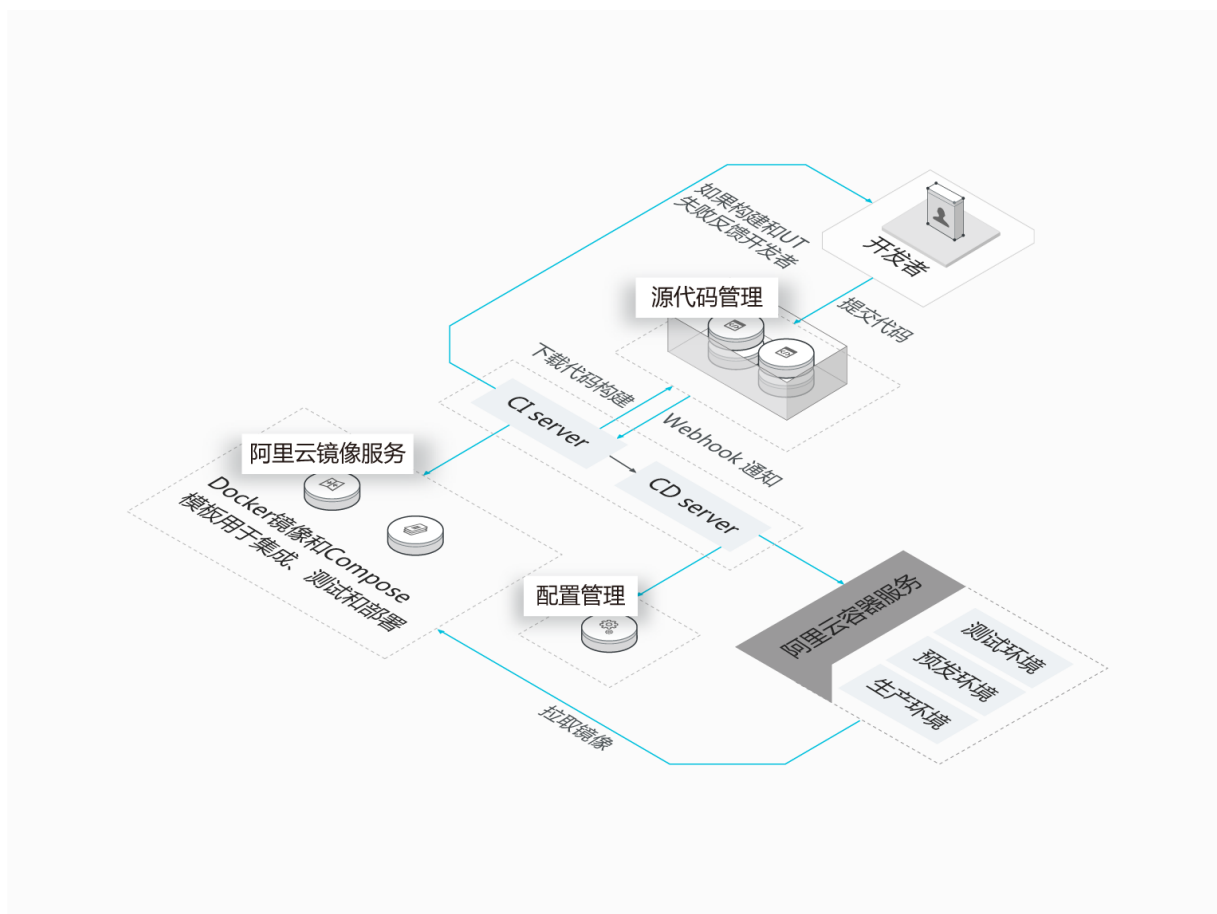 如果构建和UT
失败反馈开发者
开发者
源代码管理
提交代码
下载代码构建
CI server
Webhook 通知
阿里云镜像服务
CD server
Docker镜像和Compose
模板用于集成、测试和部署
配置管理
阿里云容器服务
测试环境
预发环境
生产环境
拉取镜像